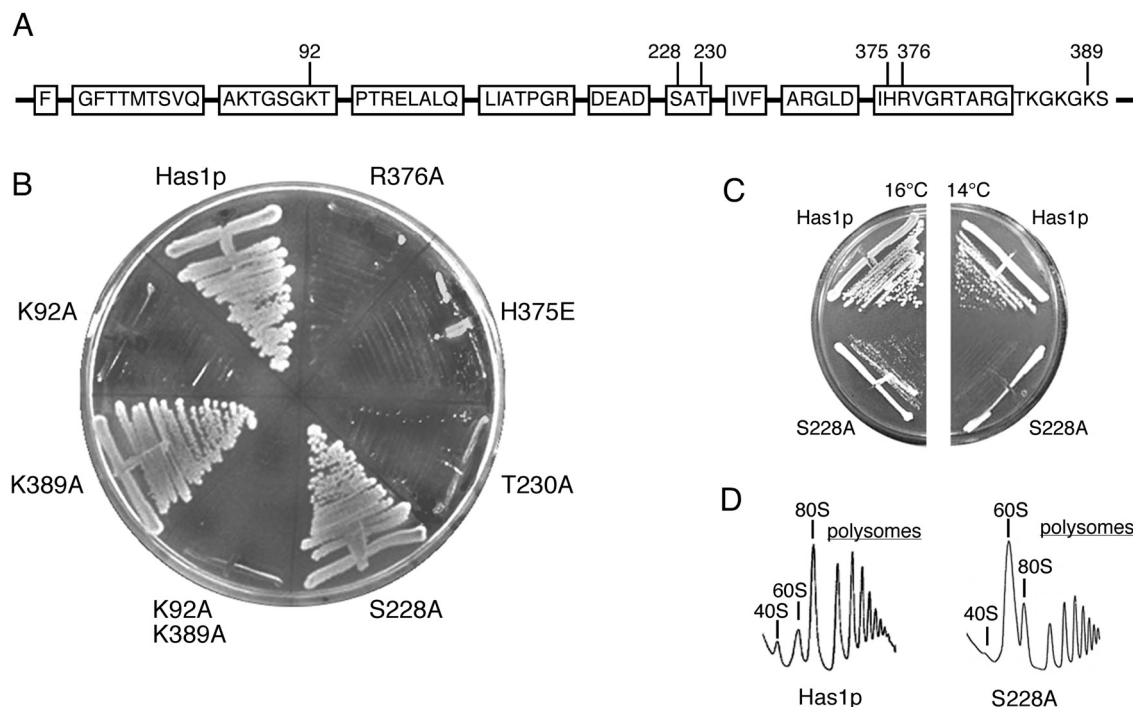 A
92
228 230
375 376
389
F GFTTMTSVQ AKTGSGKT PTRELALQ LIATPGR DEAD SAT IVF ARGLD IHRVGRTARG TKGKGKS
B
Has1p
R376A
K92A
H375E
K389A
T230A
K92A
K389A
S228A
C
16°C 14°C
Has1p
Has1p
S228A
S228A
D
80S
polysomes
60S
40S
Has1p
60S
polysomes
80S
40S
S228A